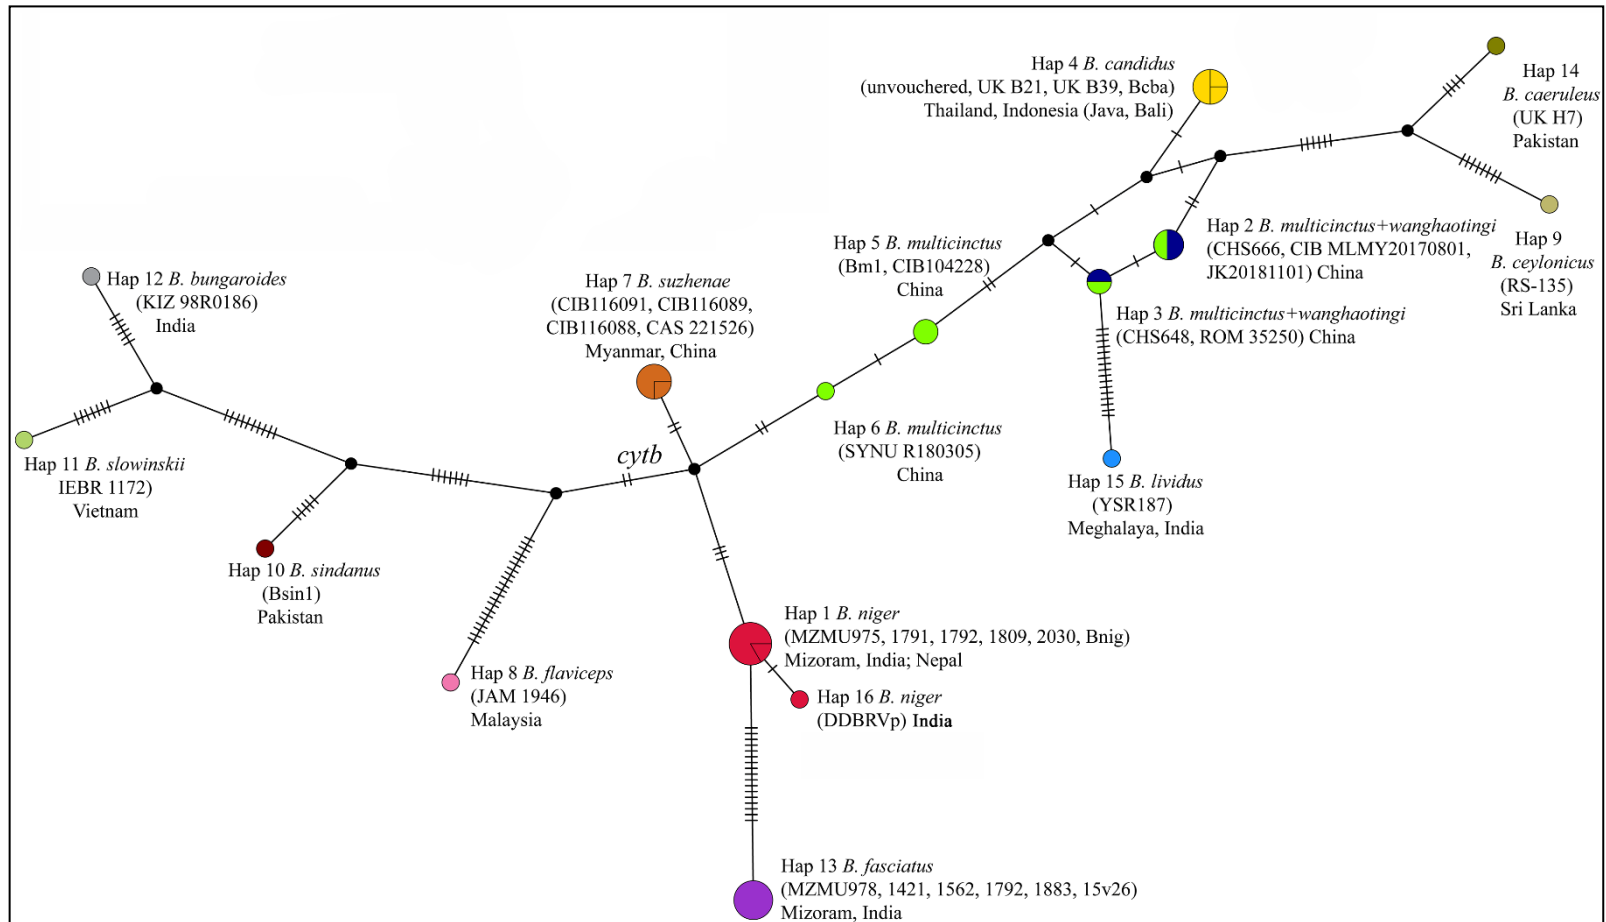 Hap 4 B. candidus
(unvouchered, UK B21, UK B39, Bcba)
Thailand, Indonesia (Java, Bali)
Hap 14
B. caeruleus
(UK H7)
Pakistan
Hap 2 B. multicinctus+wanghaotingi
(CHS666, CIB MLMY20170801,
JK20181101) China
Hap 9
B. ceylonicus
(RS-135)
Sri Lanka
Hap 5 B. multicinctus
(Bm1, CIB104228)
China
Hap 12 B. bungaroides
(KIZ 98R0186)
India
Hap 7 B. suzhenae
(CIB116091, CIB116089,
CIB116088, CAS 221526)
Myanmar, China
Hap 3 B. multicinctus+wanghaotingi
(CHS648, ROM 35250) China
Hap 6 B. multicinctus
(SYNU R180305)
China
cytb
Hap 11 B. slowinskii
IEBR 1172)
Vietnam
Hap 15 B. lividus
(YSR187)
Meghalaya, India
Hap 10 B. sindanus
(Bsin1)
Pakistan
Hap 1 B. niger
(MZMU975, 1791, 1792, 1809, 2030, Bnig)
Mizoram, India; Nepal
Hap 8 B. flaviceps
(JAM 1946)
Malaysia
Hap 16 B. niger
(DDBRVp) India
Hap 13 B. fasciatus
(MZMU978, 1421, 1562, 1792, 1883, 15v26)
Mizoram, India